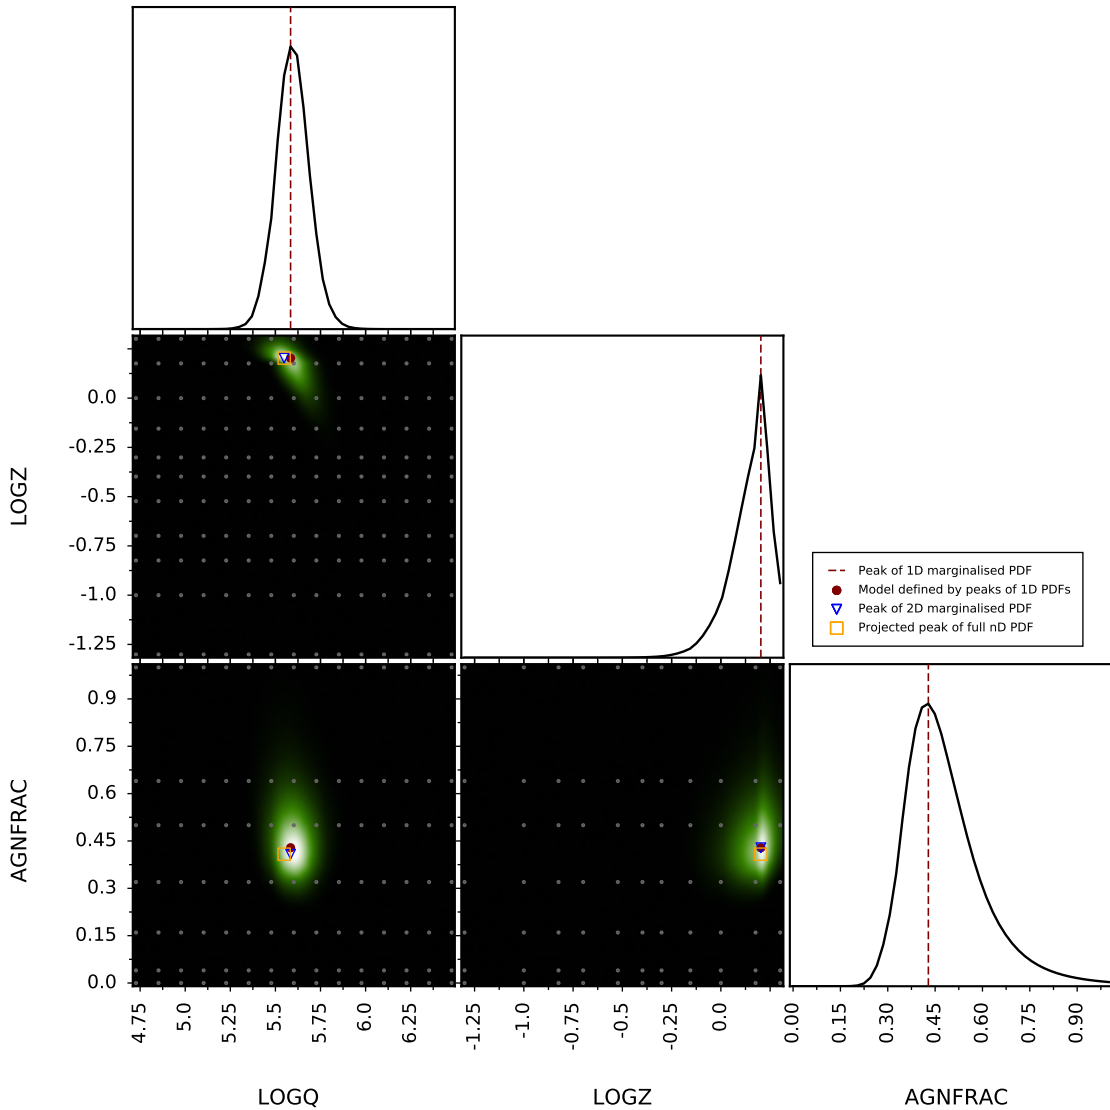 LOGZ
0.0
-0.25
-0.5
-0.75
-1.0
-1.25
Peak of 1D marginalised PDF
Model defined by peaks of 1D PDFs
Peak of 2D marginalised PDF
Projected peak of full nD PDF
AGNFRAC
0.9
0.75
0.6
0.45
0.3
0.15
0.0
4.75 5.0 5.25 5.5 5.75 6.0 6.25
-1.25 -1.0 -0.75 -0.5 -0.25 0.0
0.00 0.15 0.30 0.45 0.60 0.75 0.90
LOGQ LOGZ AGNFRAC